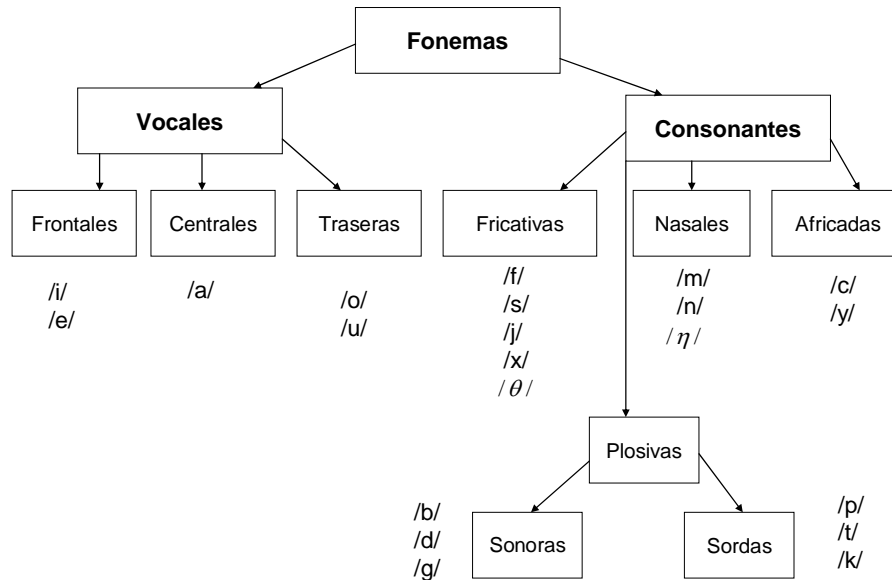 Fonemas
Vocales
Consonantes
Frontales
Centrales
Traseras
Fricativas
Nasales
Africadas
/i/
/e/
/a/
/o/
/u/
/f/
/s/
/j/
/x/
/θ/
/m/
/n/
/η/
/c/
/y/
Plosivas
/b/
/d/
/g/
Sonoras
Sordas
/p/
/t/
/k/